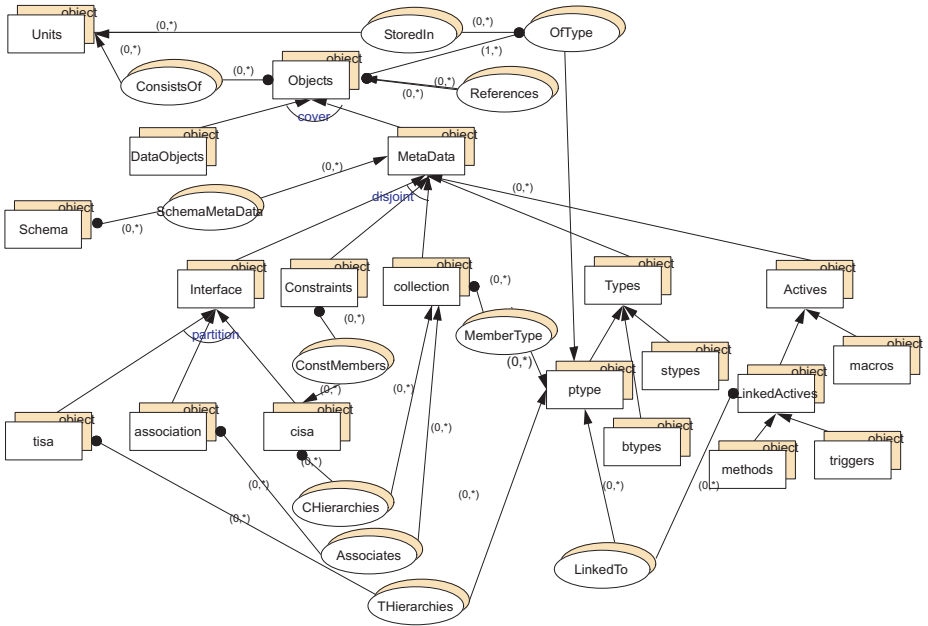 object
Units
(0,*)
StoredIn
(0,*)
OfType
(0,*)
(1,*)
ConsistsOf
(0,*)
object
Objects
(0,*)
(0,*)
References
cover
object
DataObjects
object
MetaData
(0,*)
disjoint
(0,*)
object
Schema
(0,*)
SchemaMetaData
object
Interface
object
Constraints
object
collection
(0,*)
object
Types
object
Actives
partition
(0,*)
MemberType
(0,*)
ConstMembers
(0,*)
(0,*)
object
ptype
object
stypes
object
macros
object
LinkedActives
object
tisa
object
association
object
cisa
(0,*)
(0,*)
object
btypes
object
methods
object
triggers
(0,*)
(0,*)
(0,*)
(0,*)
CHierarchies
(0,*)
Associates
LinkedTo
THierarchies